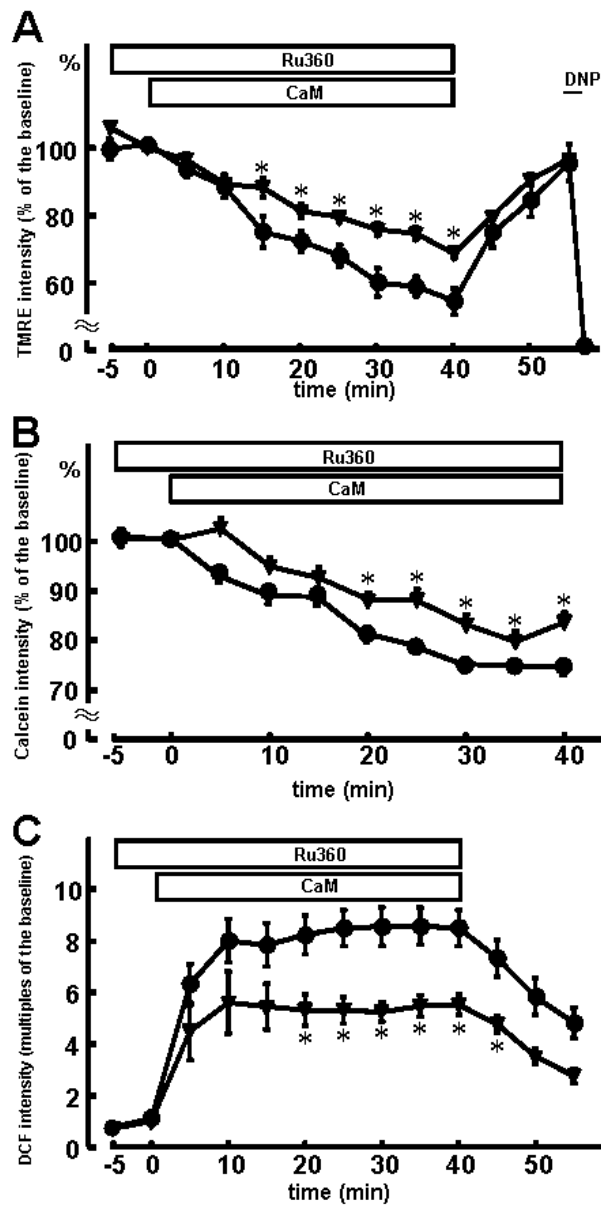 A
%
Ru360
CaM
DNP
TMRE intensity (% of the baseline)
100
80
60
0
* * * * * *
-5 0 10 20 30 40 50
time (min)
B
%
Ru360
CaM
Calcein intensity (% of the baseline)
100
90
80
70
0
* * * * *
-5 0 10 20 30 40
time (min)
C
Ru360
CaM
DCF intensity (multiples of the baseline)
10
8
6
4
2
0
* * * * * *
-5 0 10 20 30 40 50
time (min)